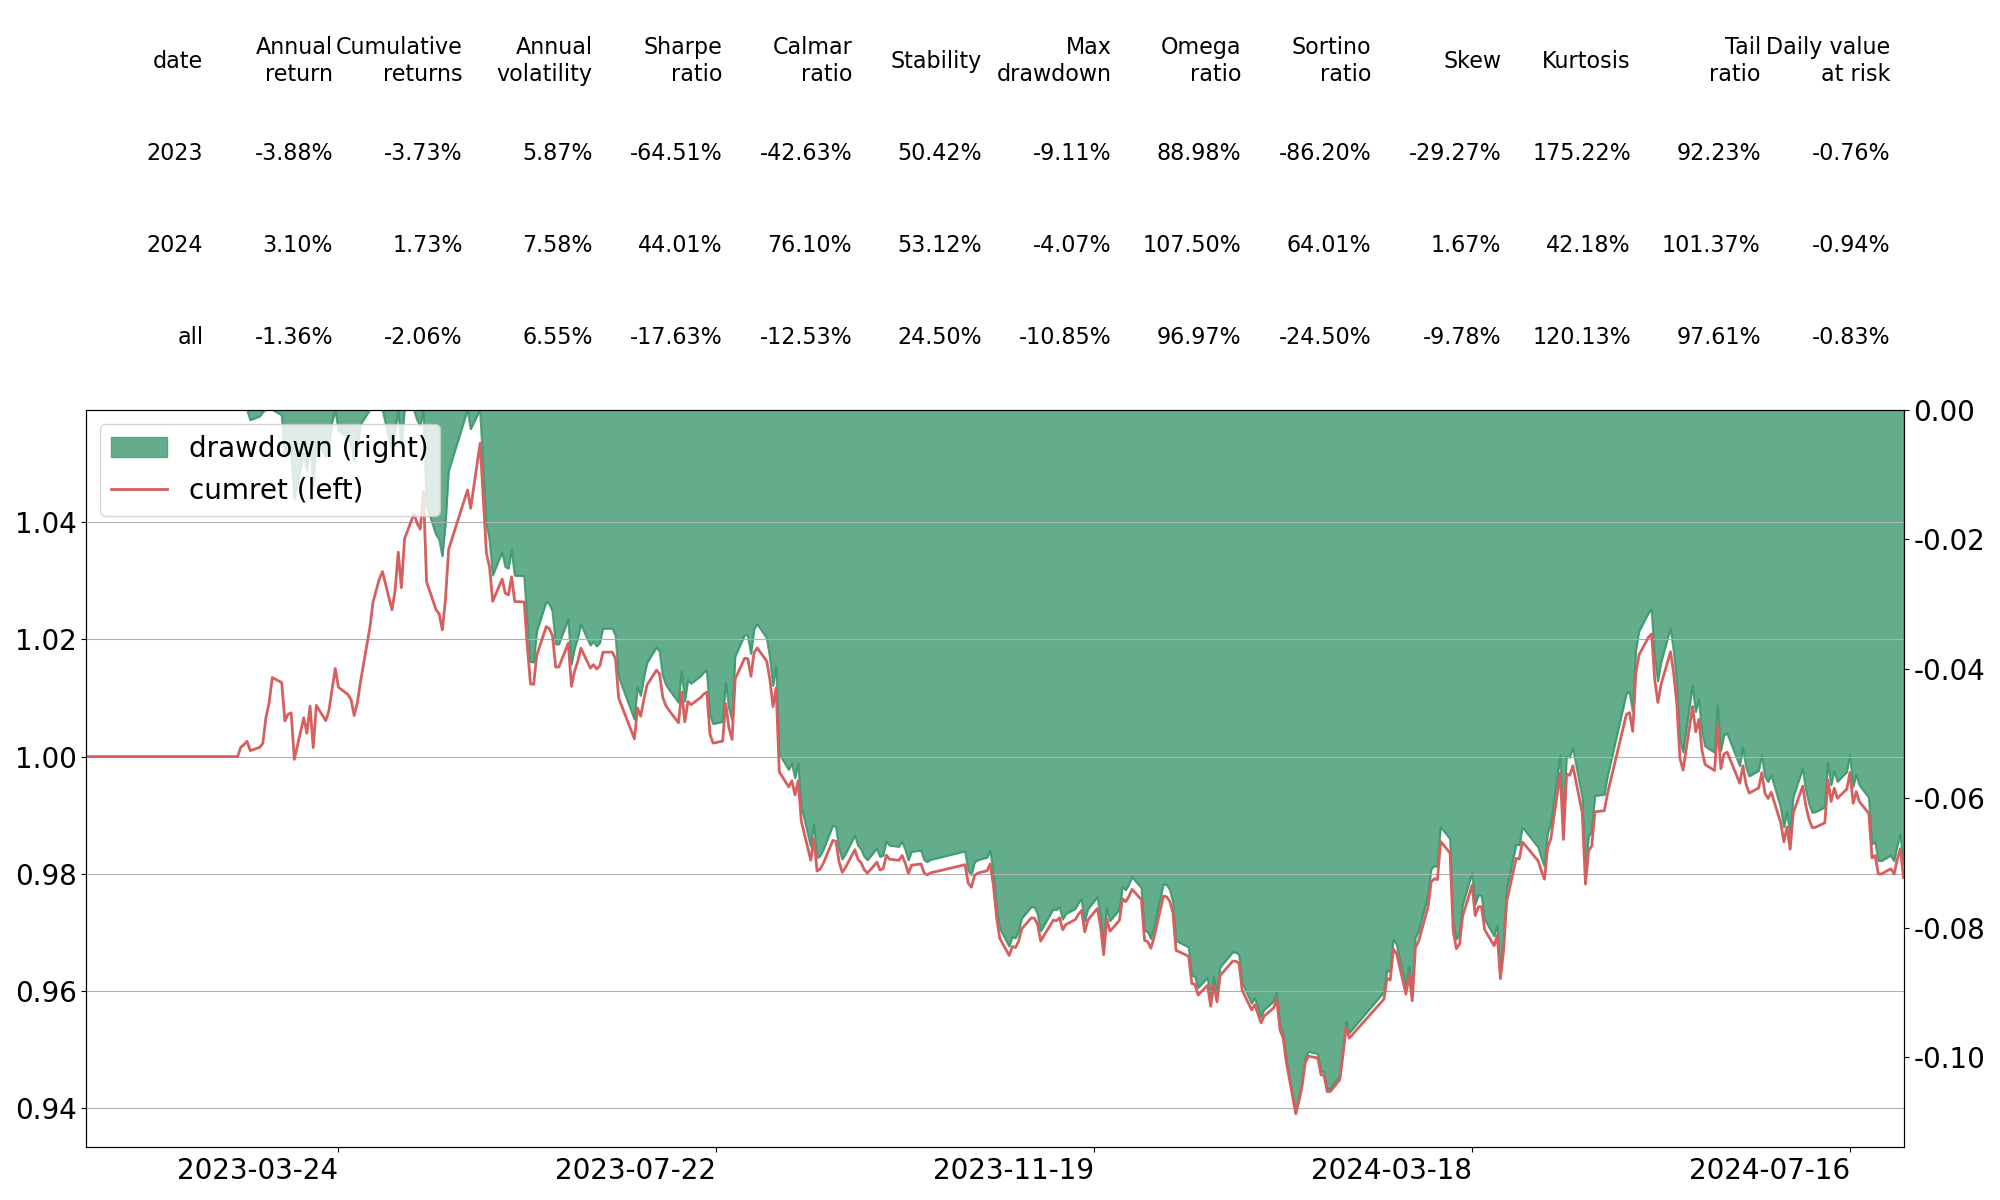 date Annual return Cumulative returns Annual volatility Sharpe ratio Calmar ratio Stability Max drawdown Omega ratio Sortino ratio Skew Kurtosis Tail ratio Daily value at risk
2023 -3.88% -3.73% 5.87% -64.51% -42.63% 50.42% -9.11% 88.98% -86.20% -29.27% 175.22% 92.23% -0.76%
2024 3.10% 1.73% 7.58% 44.01% 76.10% 53.12% -4.07% 107.50% 64.01% 1.67% 42.18% 101.37% -0.94%
all -1.36% -2.06% 6.55% -17.63% -12.53% 24.50% -10.85% 96.97% -24.50% -9.78% 120.13% 97.61% -0.83%
drawdown (right)
cumret (left)
1.04
1.02
1.00
0.98
0.96
0.94
0.00
-0.02
-0.04
-0.06
-0.08
-0.10
2023-03-24 2023-07-22 2023-11-19 2024-03-18 2024-07-16